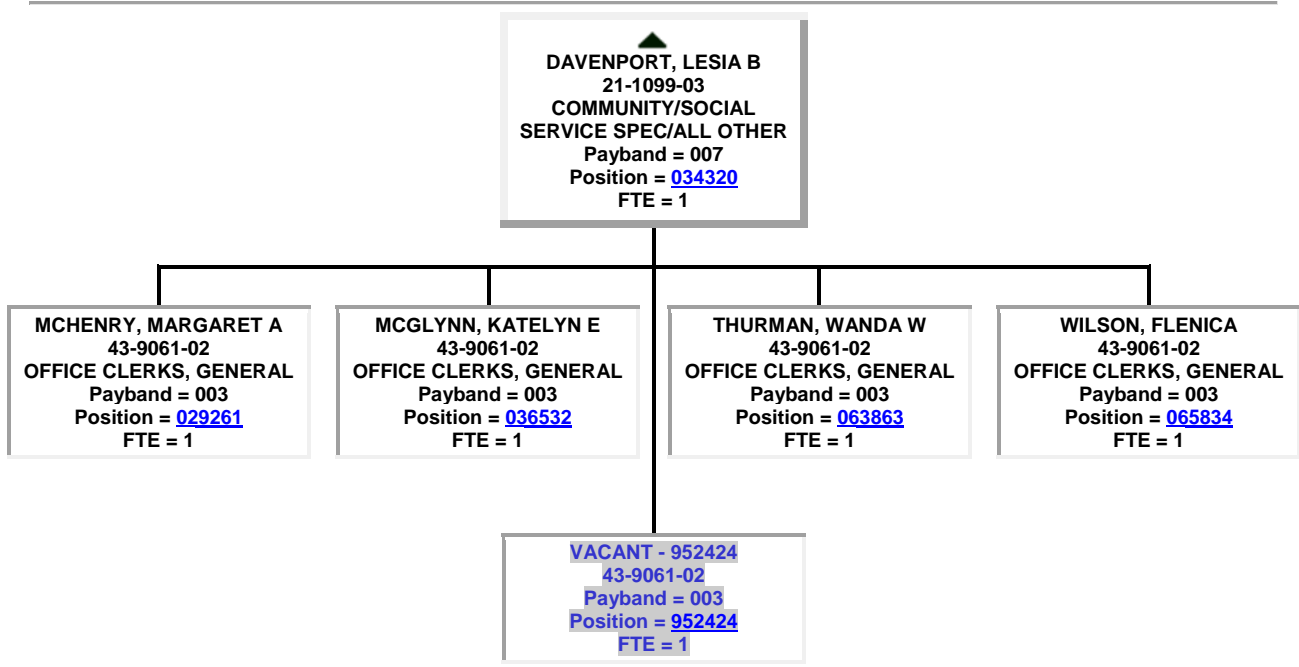 DAVENPORT, LESIA B
21-1099-03
COMMUNITY/SOCIAL
SERVICE SPEC/ALL OTHER
Payband = 007
Position = 034320
FTE = 1
MCHENRY, MARGARET A
43-9061-02
OFFICE CLERKS, GENERAL
Payband = 003
Position = 029261
FTE = 1
MCGLYNN, KATELYN E
43-9061-02
OFFICE CLERKS, GENERAL
Payband = 003
Position = 036532
FTE = 1
THURMAN, WANDA W
43-9061-02
OFFICE CLERKS, GENERAL
Payband = 003
Position = 063863
FTE = 1
WILSON, FLENICA
43-9061-02
OFFICE CLERKS, GENERAL
Payband = 003
Position = 065834
FTE = 1
VACANT - 952424
43-9061-02
Payband = 003
Position = 952424
FTE = 1